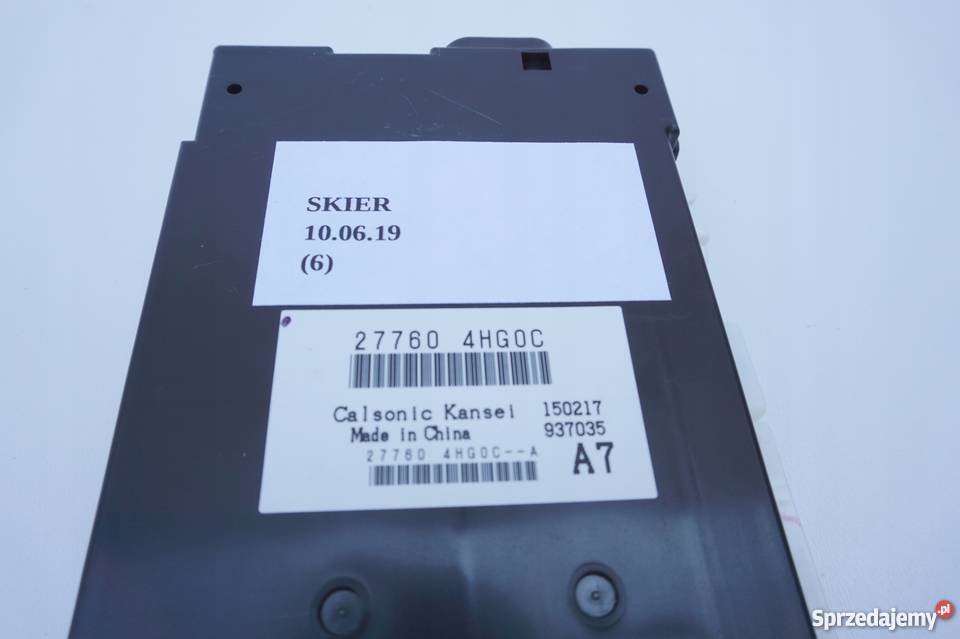 SKIER
10.06.19
(6)
27760 4HG0C
Calsonic Kansei 150217
Made in China 937035
27760 4HG0C--A A7
Sprzedajemy.pl